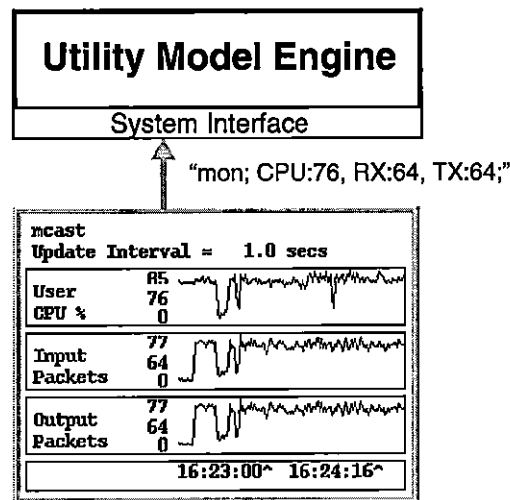 Utility Model Engine
System Interface
"mon; CPU:76, RX:64, TX:64;"
mcast
Update Interval = 1.0 secs
User CPU %
85
76
0
Input Packets
77
64
0
Output Packets
77
64
0
16:23:00^ 16:24:16^